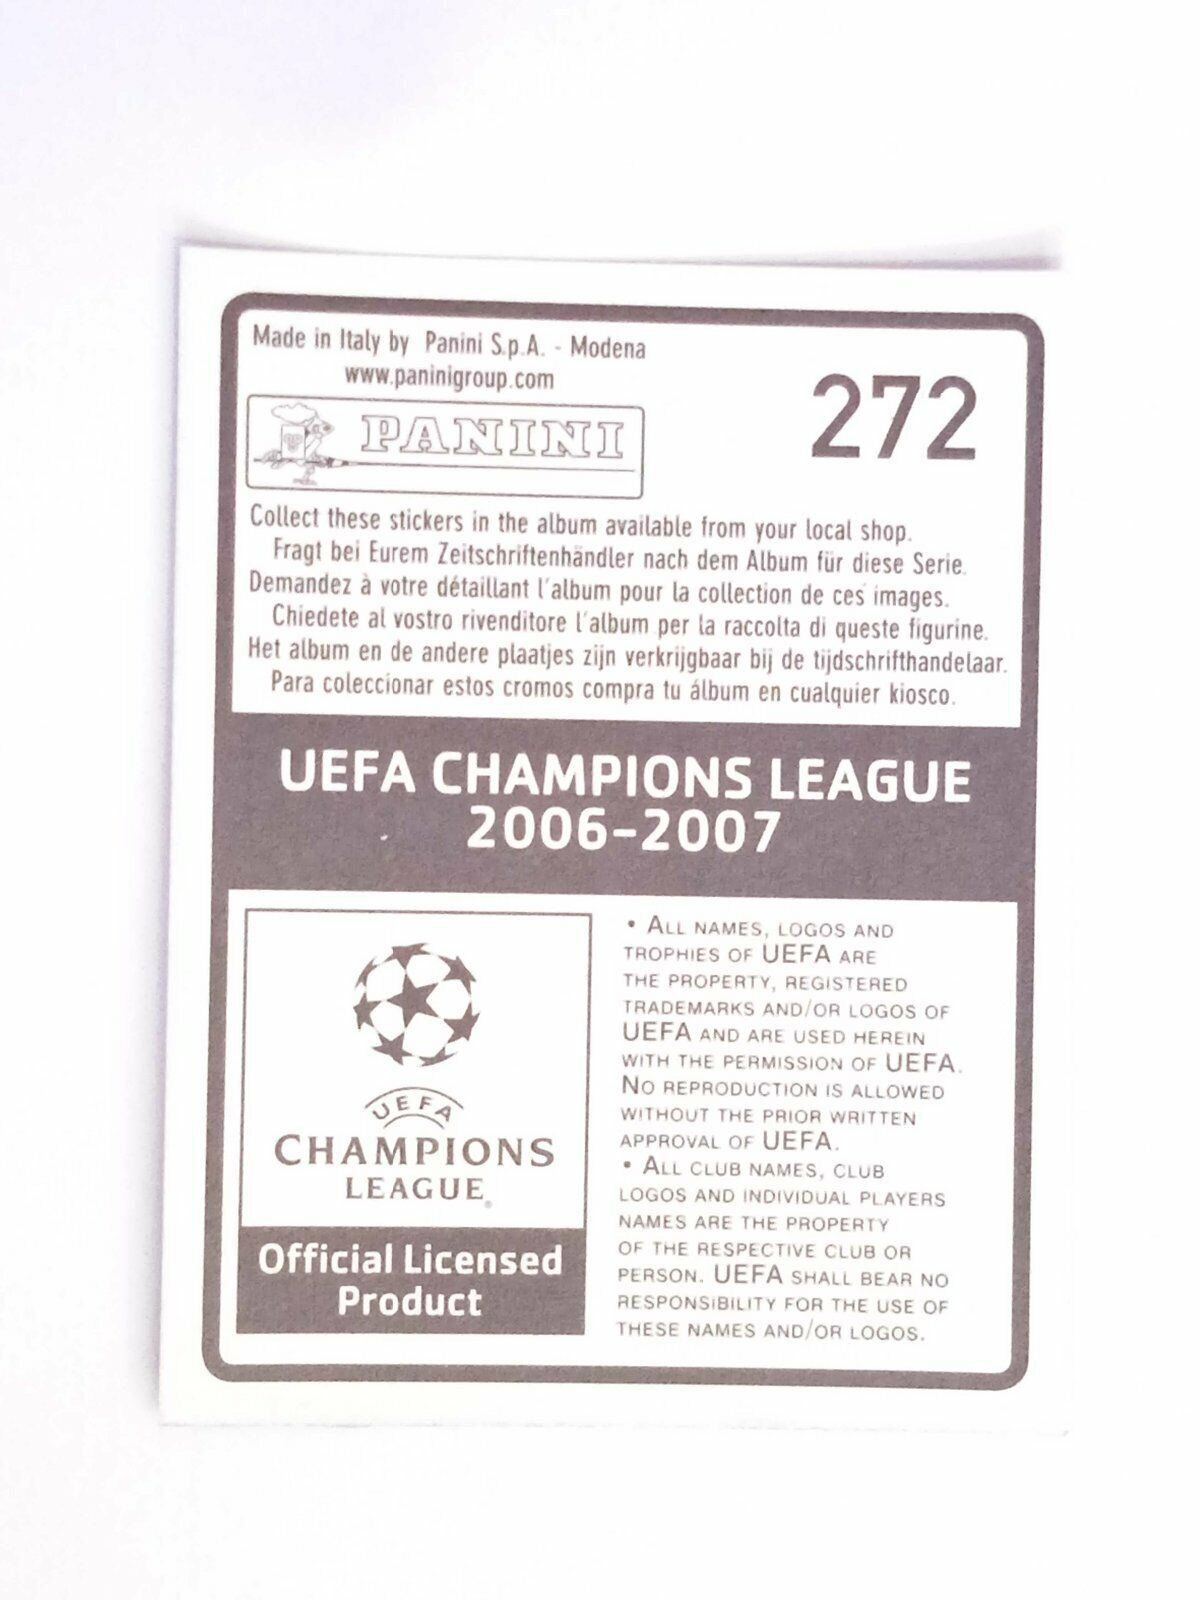 Made in Italy by Panini S.p.A. - Modena
www.paninigroup.com
272
PANINI
Collect these stickers in the album available from your local shop.
Fragt bei Eurem Zeitschriftenhändler nach dem Album für diese Serie.
Demandez à votre détaillant l'album pour la collection de ces images.
Chiedete al vostro rivenditore l'album per la raccolta di queste figurine.
Het album en de andere plaatjes zijn verkrijgbaar bij de tijdschrifthandelaar.
Para coleccionar estos cromos compra tu álbum en cualquier kiosco.
UEFA CHAMPIONS LEAGUE
2006-2007
UEFA
CHAMPIONS
LEAGUE®
Official Licensed
Product
• ALL NAMES, LOGOS AND
TROPHIES OF UEFA ARE
THE PROPERTY, REGISTERED
TRADEMARKS AND/OR LOGOS OF
UEFA AND ARE USED HEREIN
WITH THE PERMISSION OF UEFA.
NO REPRODUCTION IS ALLOWED
WITHOUT THE PRIOR WRITTEN
APPROVAL OF UEFA.
• ALL CLUB NAMES, CLUB
LOGOS AND INDIVIDUAL PLAYERS
NAMES ARE THE PROPERTY
OF THE RESPECTIVE CLUB OR
PERSON. UEFA SHALL BEAR NO
RESPONSIBILITY FOR THE USE OF
THESE NAMES AND/OR LOGOS.